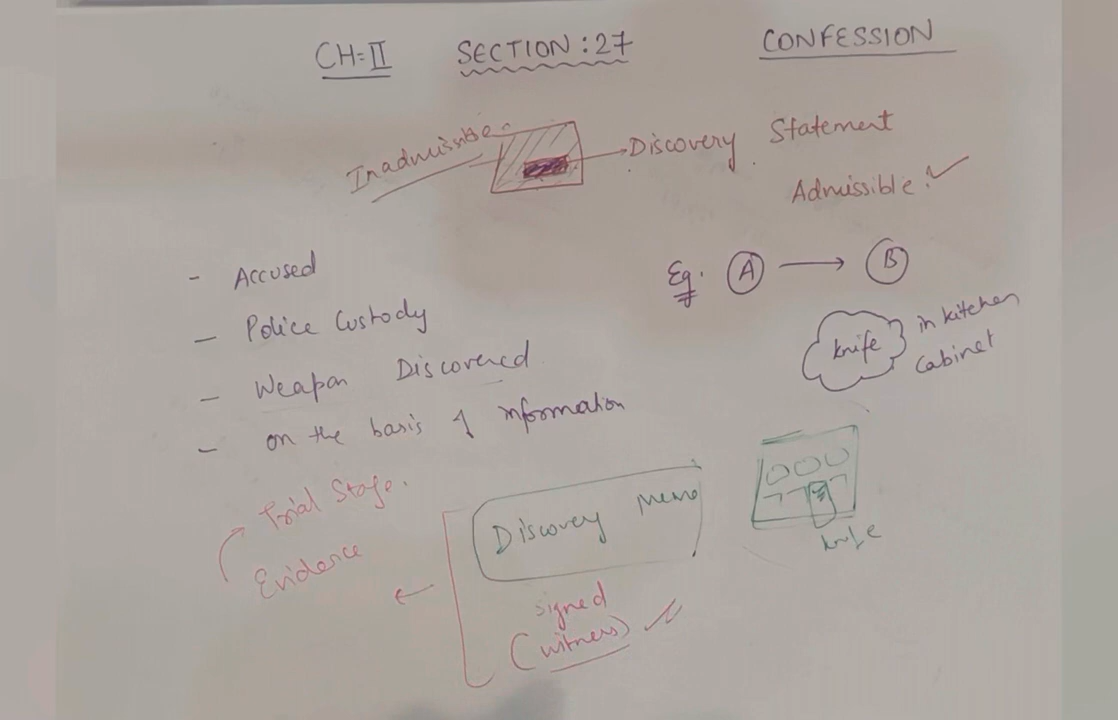 CH=II SECTION:27 CONFESSION
Inadmissible
Discovery Statement
Admissible.✓
- Accused
- Police Custody
- Weapon Discovered
- on the basis of information
Eg. A → B
knife in kitchen
cabinet
Trial Stage.
Evidence
Discovery Memo
signed
(witness) ✓
knife